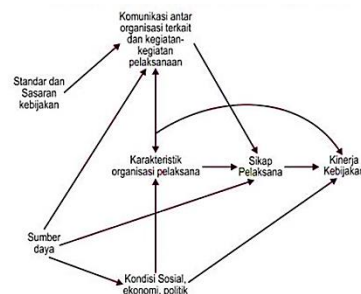 Komunikasi antar
organisasi terkait
dan kegiatan-
kegiatan
pelaksanaan
Standar dan
Sasaran
kebijakan
Karakteristik
organisasi pelaksana
Sikap
Pelaksana
Kinerja
Kebijakan
Sumber
daya
Kondisi Sosial,
ekonomi, politik